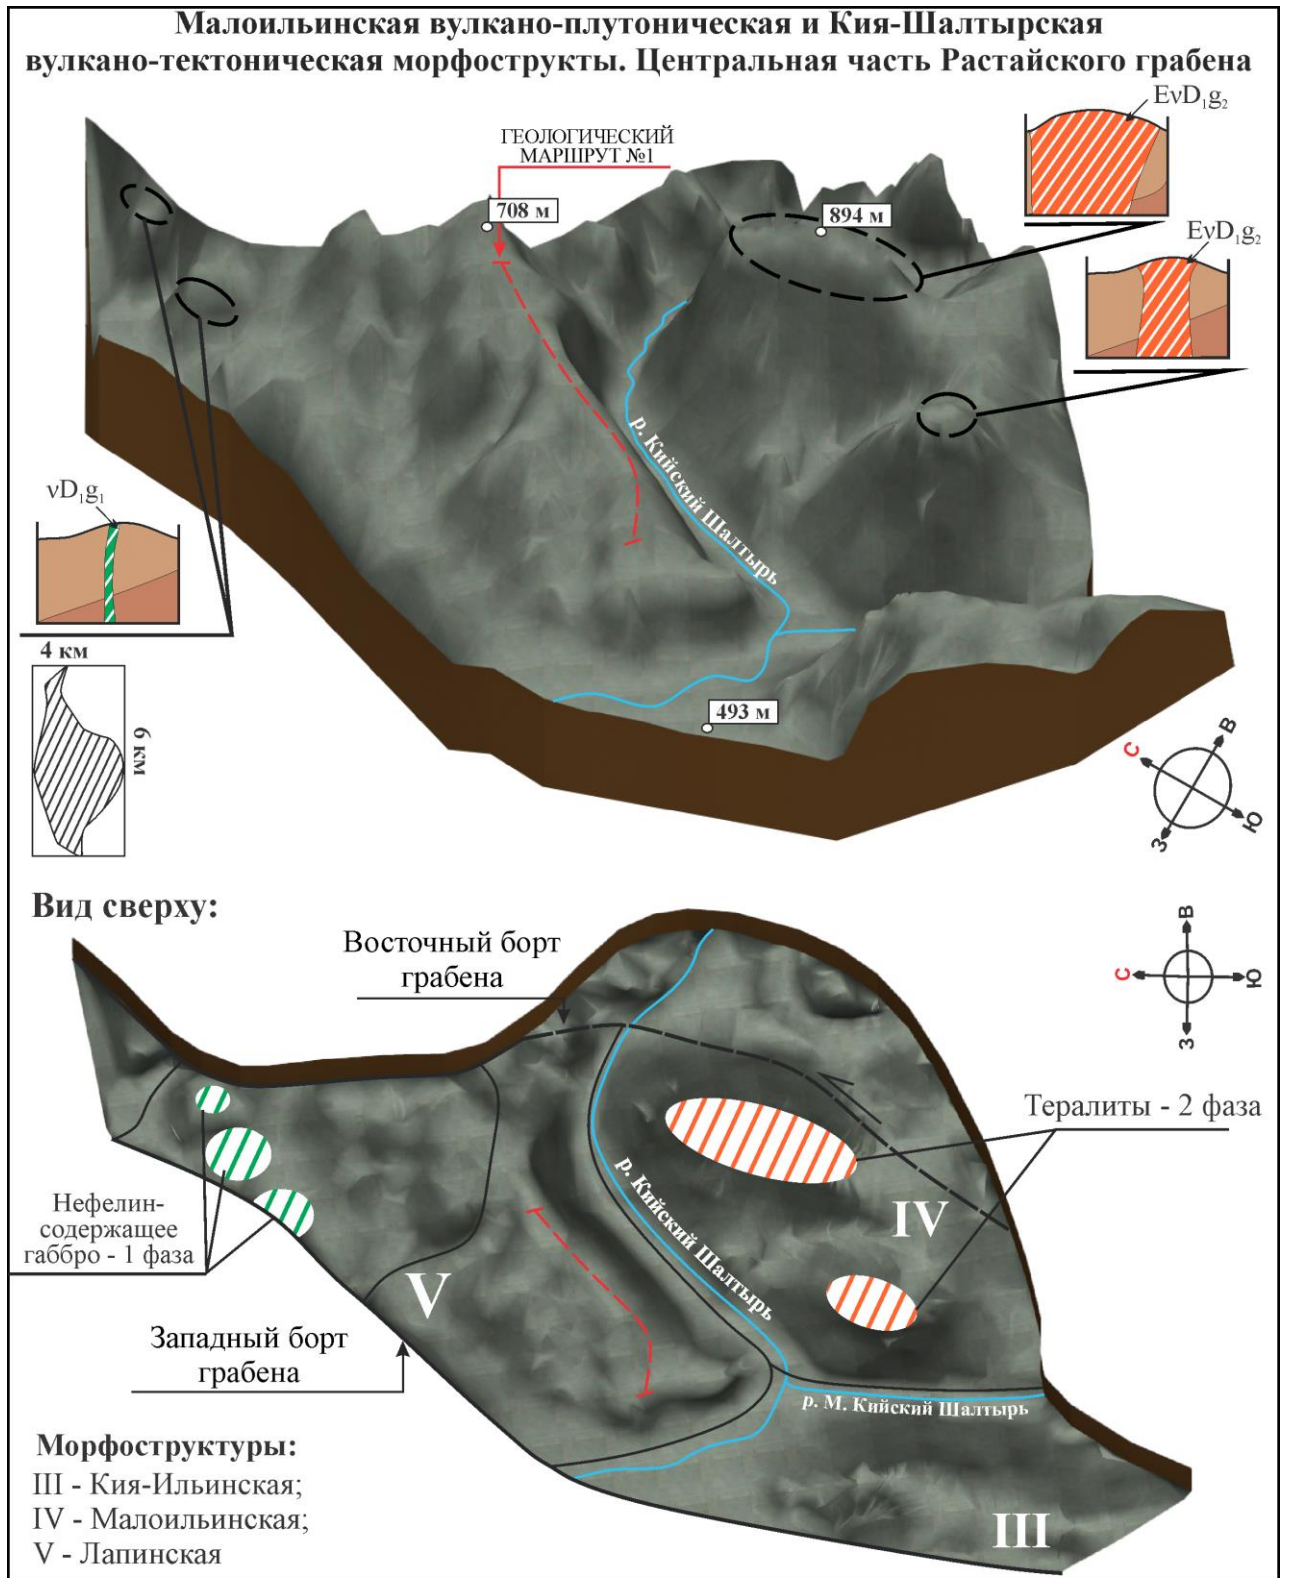 Малоильинская вулкано-плутоническая и Кия-Шалтырская
вулкано-тектоническая морфострукты. Центральная часть Растайского грабена
EνD₁g₂
ГЕОЛОГИЧЕСКИЙ
МАРШРУТ №1
708 м
894 м
EνD₁g₂
р. Кийский Шалтырь
νD₁g₁
4 км
6 км
493 м
С
В
Ю
З
Вид сверху:
Восточный борт
грабена
В
С
Ю
З
Тералиты - 2 фаза
р. Кийский Шалтырь
IV
Нефелин-
содержащее
габбро - 1 фаза
V
Западный борт
грабена
р. М. Кийский Шалтырь
Морфоструктуры:
III - Кия-Ильинская;
IV - Малоильинская;
V - Лапинская
III